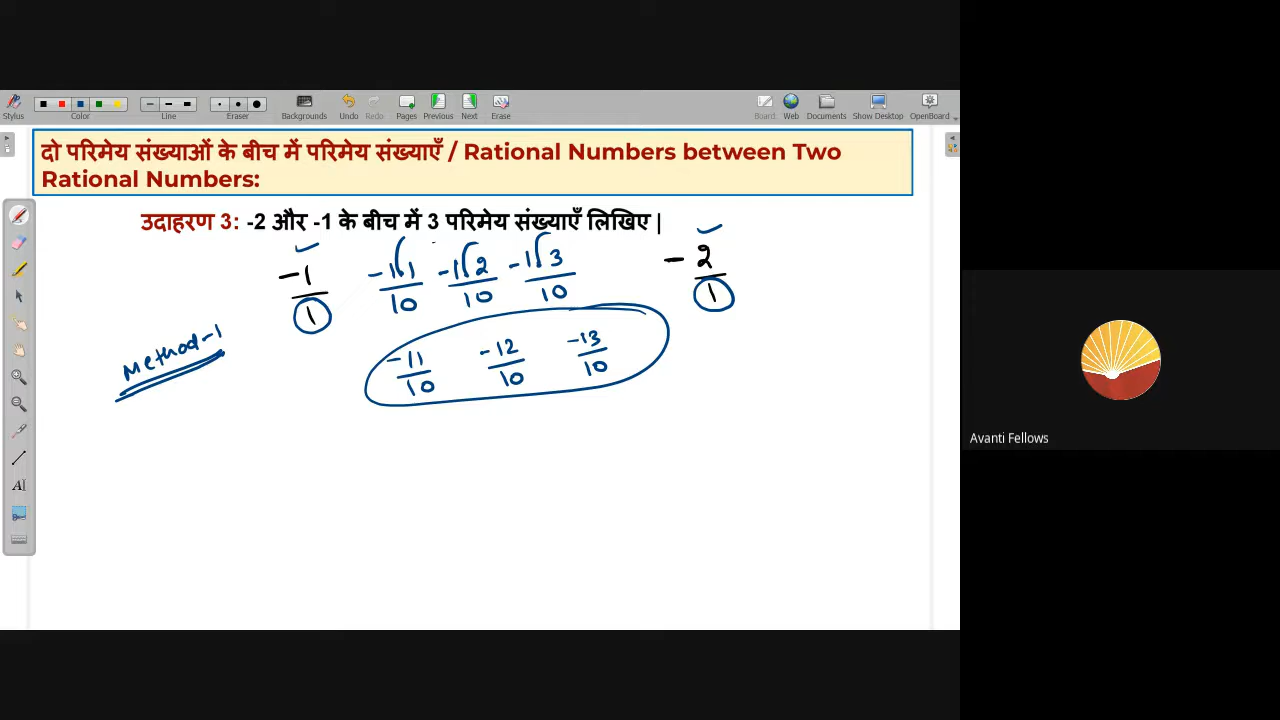 Stylus Color Line Eraser Backgrounds Undo Redo Pages Previous Next Erase Board Web Documents Show Desktop OpenBoard
दो परिमेय संख्याओं के बीच में परिमेय संख्याएँ / Rational Numbers between Two
Rational Numbers:
उदाहरण 3: -2 और -1 के बीच में 3 परिमेय संख्याएँ लिखिए |
-1/1 -1 1/10 -1 2/10 -1 3/10 -2/1
Method-1
-11/10 -12/10 -13/10
Avanti Fellows